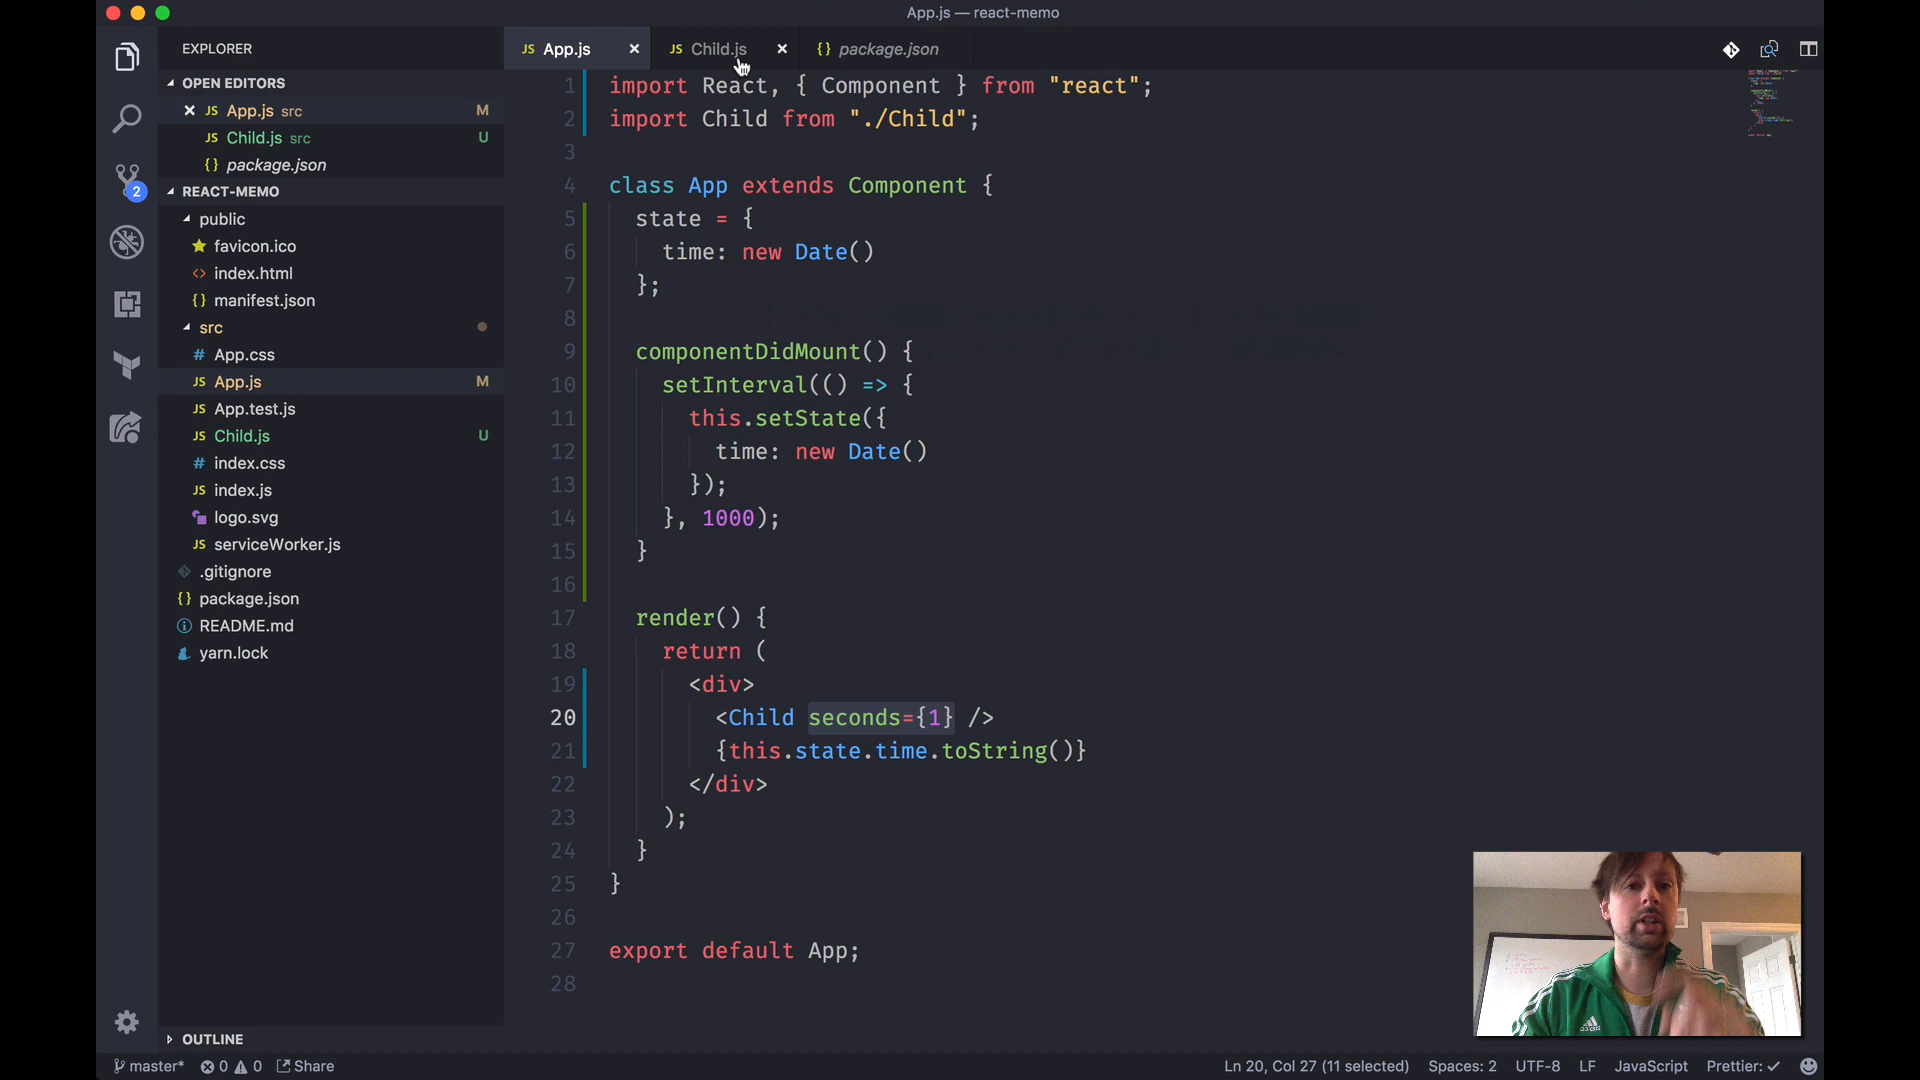 App.js — react-memo
EXPLORER
OPEN EDITORS
App.js src M
Child.js src U
package.json
REACT-MEMO
public
favicon.ico
index.html
manifest.json
src
App.css
App.js M
App.test.js
Child.js U
index.css
index.js
logo.svg
serviceWorker.js
.gitignore
package.json
README.md
yarn.lock
OUTLINE
2
JS App.js
JS Child.js
{} package.json
1 import React, { Component } from "react";
2 import Child from "./Child";
3
4 class App extends Component {
5 state = {
6 time: new Date()
7 };
8
9 componentDidMount() {
10 setInterval(() => {
11 this.setState({
12 time: new Date()
13 });
14 }, 1000);
15 }
16
17 render() {
18 return (
19 <div>
20 <Child seconds={1} />
21 {this.state.time.toString()}
22 </div>
23 );
24 }
25 }
26
27 export default App;
28
master* 0 0 Share Ln 20, Col 27 (11 selected) Spaces: 2 UTF-8 LF JavaScript Prettier: ✓